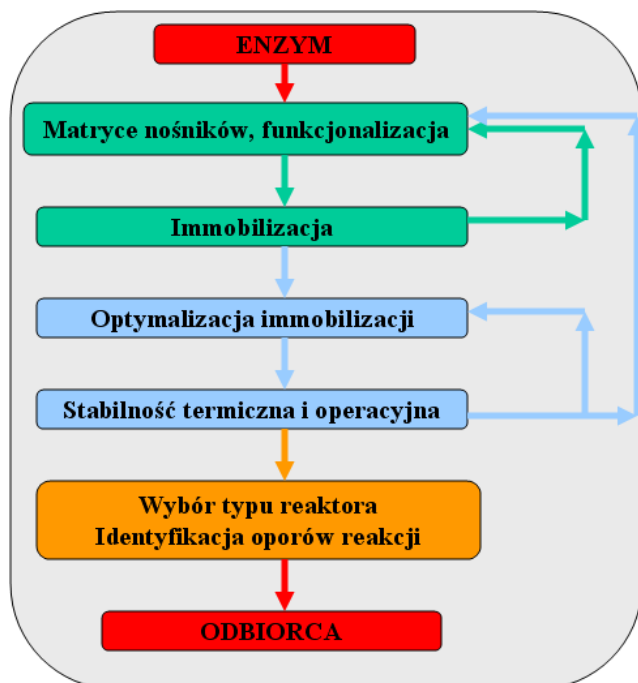 ENZYM
Matryce nośników, funkcjonalizacja
Immobilizacja
Optymalizacja immobilizacji
Stabilność termiczna i operacyjna
Wybór typu reaktora
Identyfikacja oporów reakcji
ODBIORCA